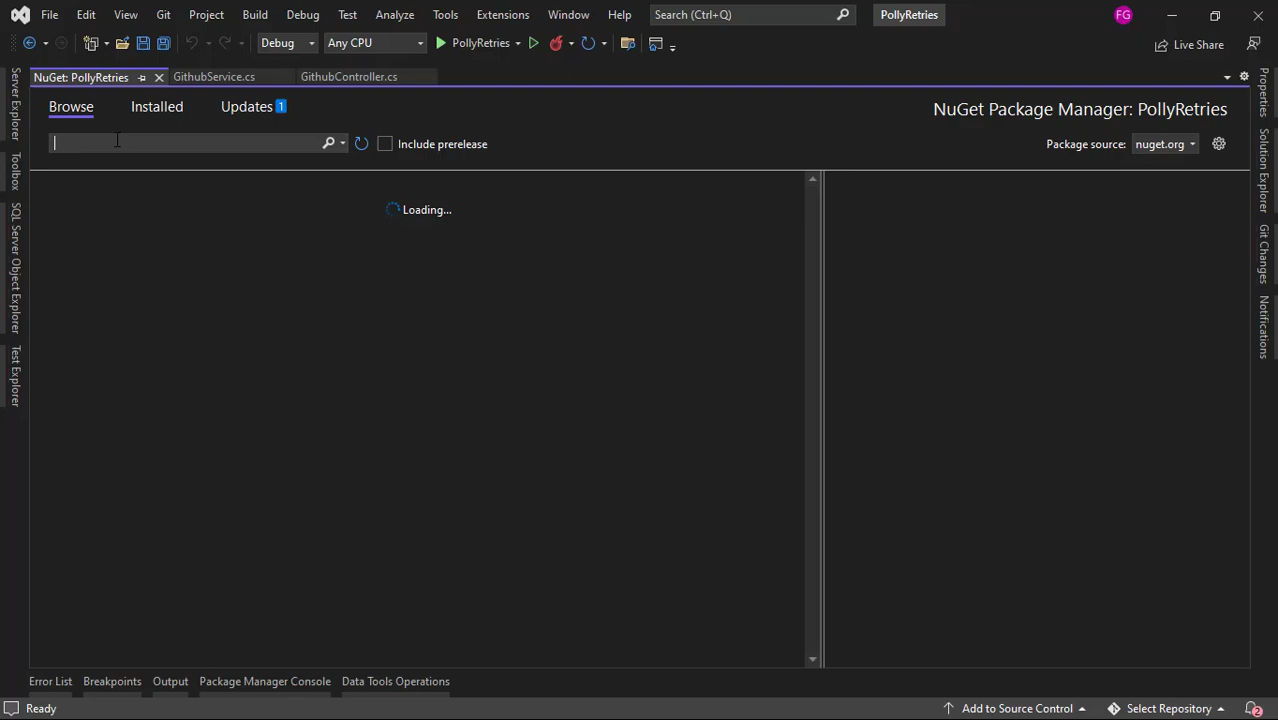 File Edit View Git Project Build Debug Test Analyze Tools Extensions Window Help Search (Ctrl+Q) PollyRetries FG
Debug Any CPU PollyRetries Live Share
NuGet: PollyRetries GithubService.cs GithubController.cs
Browse Installed Updates 1 NuGet Package Manager: PollyRetries
Include prerelease Package source: nuget.org
Loading...
Server Explorer
Toolbox
SQL Server Object Explorer
Test Explorer
Properties
Solution Explorer
Git Changes
Notifications
Error List Breakpoints Output Package Manager Console Data Tools Operations
Ready Add to Source Control Select Repository 2